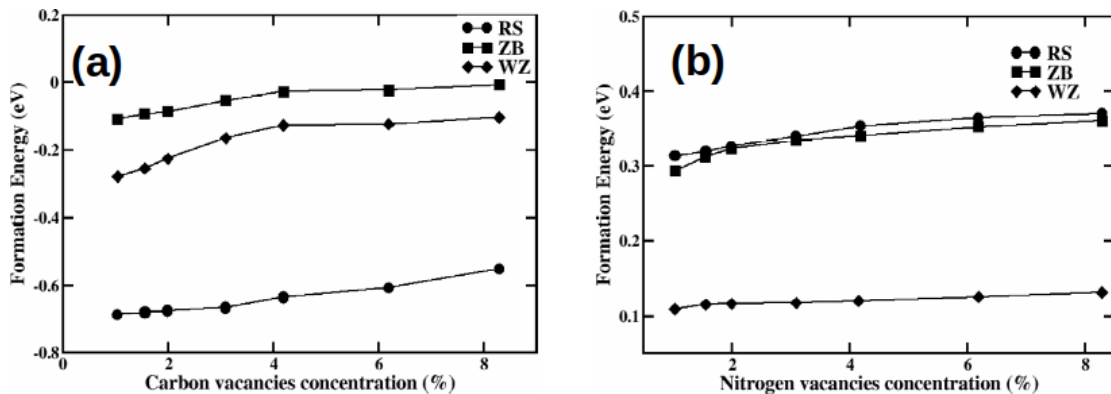 (a)
RS
ZB
WZ
Formation Energy (eV)
0.2
0
-0.2
-0.4
-0.6
-0.8
0 2 4 6 8
Carbon vacancies concentration (%)
(b)
RS
ZB
WZ
Formation Energy (eV)
0.5
0.4
0.3
0.2
0.1
2 4 6 8
Nitrogen vacancies concentration (%)